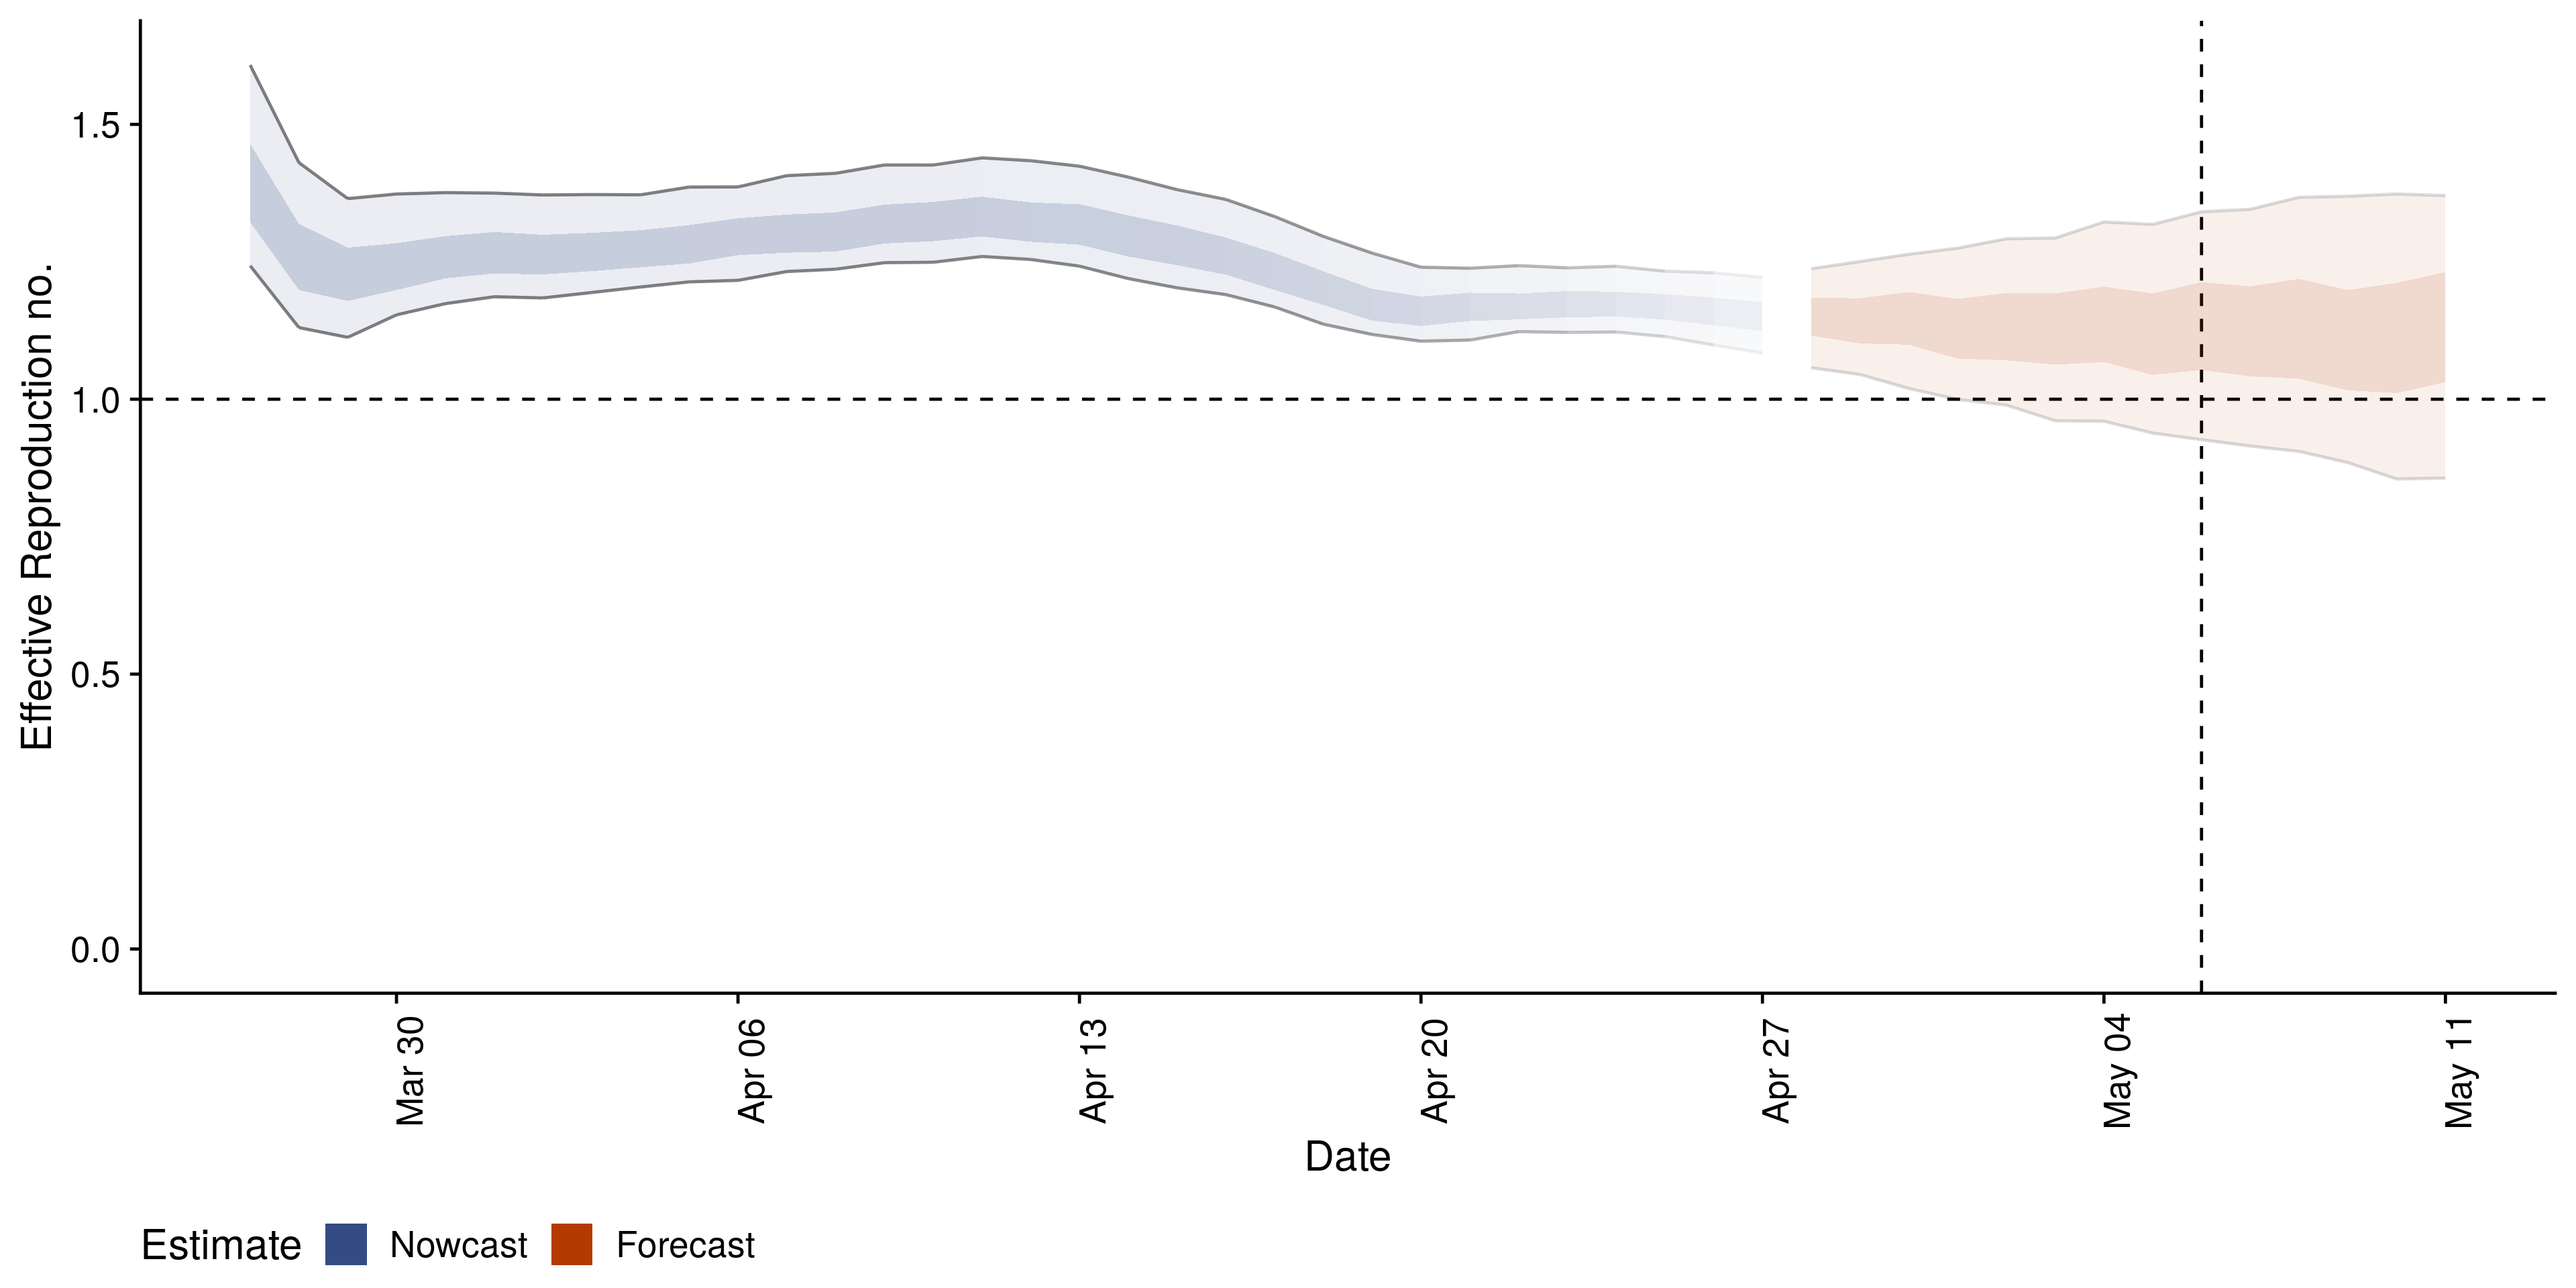 Effective Reproduction no.
1.5
1.0
0.5
0.0
Mar 30
Apr 06
Apr 13
Apr 20
Apr 27
May 04
May 11
Date
Estimate Nowcast Forecast